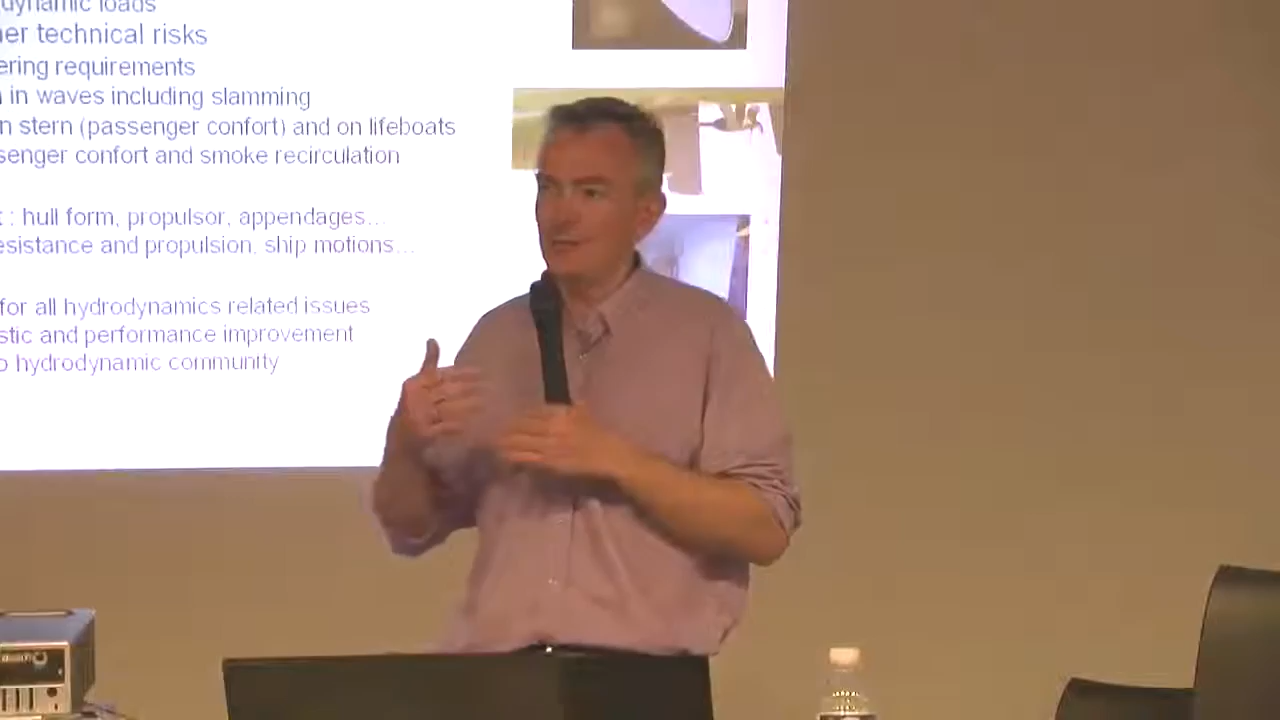 dynamic loads
er technical risks
ering requirements
in waves including slamming
n stern (passenger confort) and on lifeboats
senger confort and smoke recirculation
: hull form, propulsor, appendages...
esistance and propulsion, ship motions...
for all hydrodynamics related issues
stic and performance improvement
o hydrodynamic community